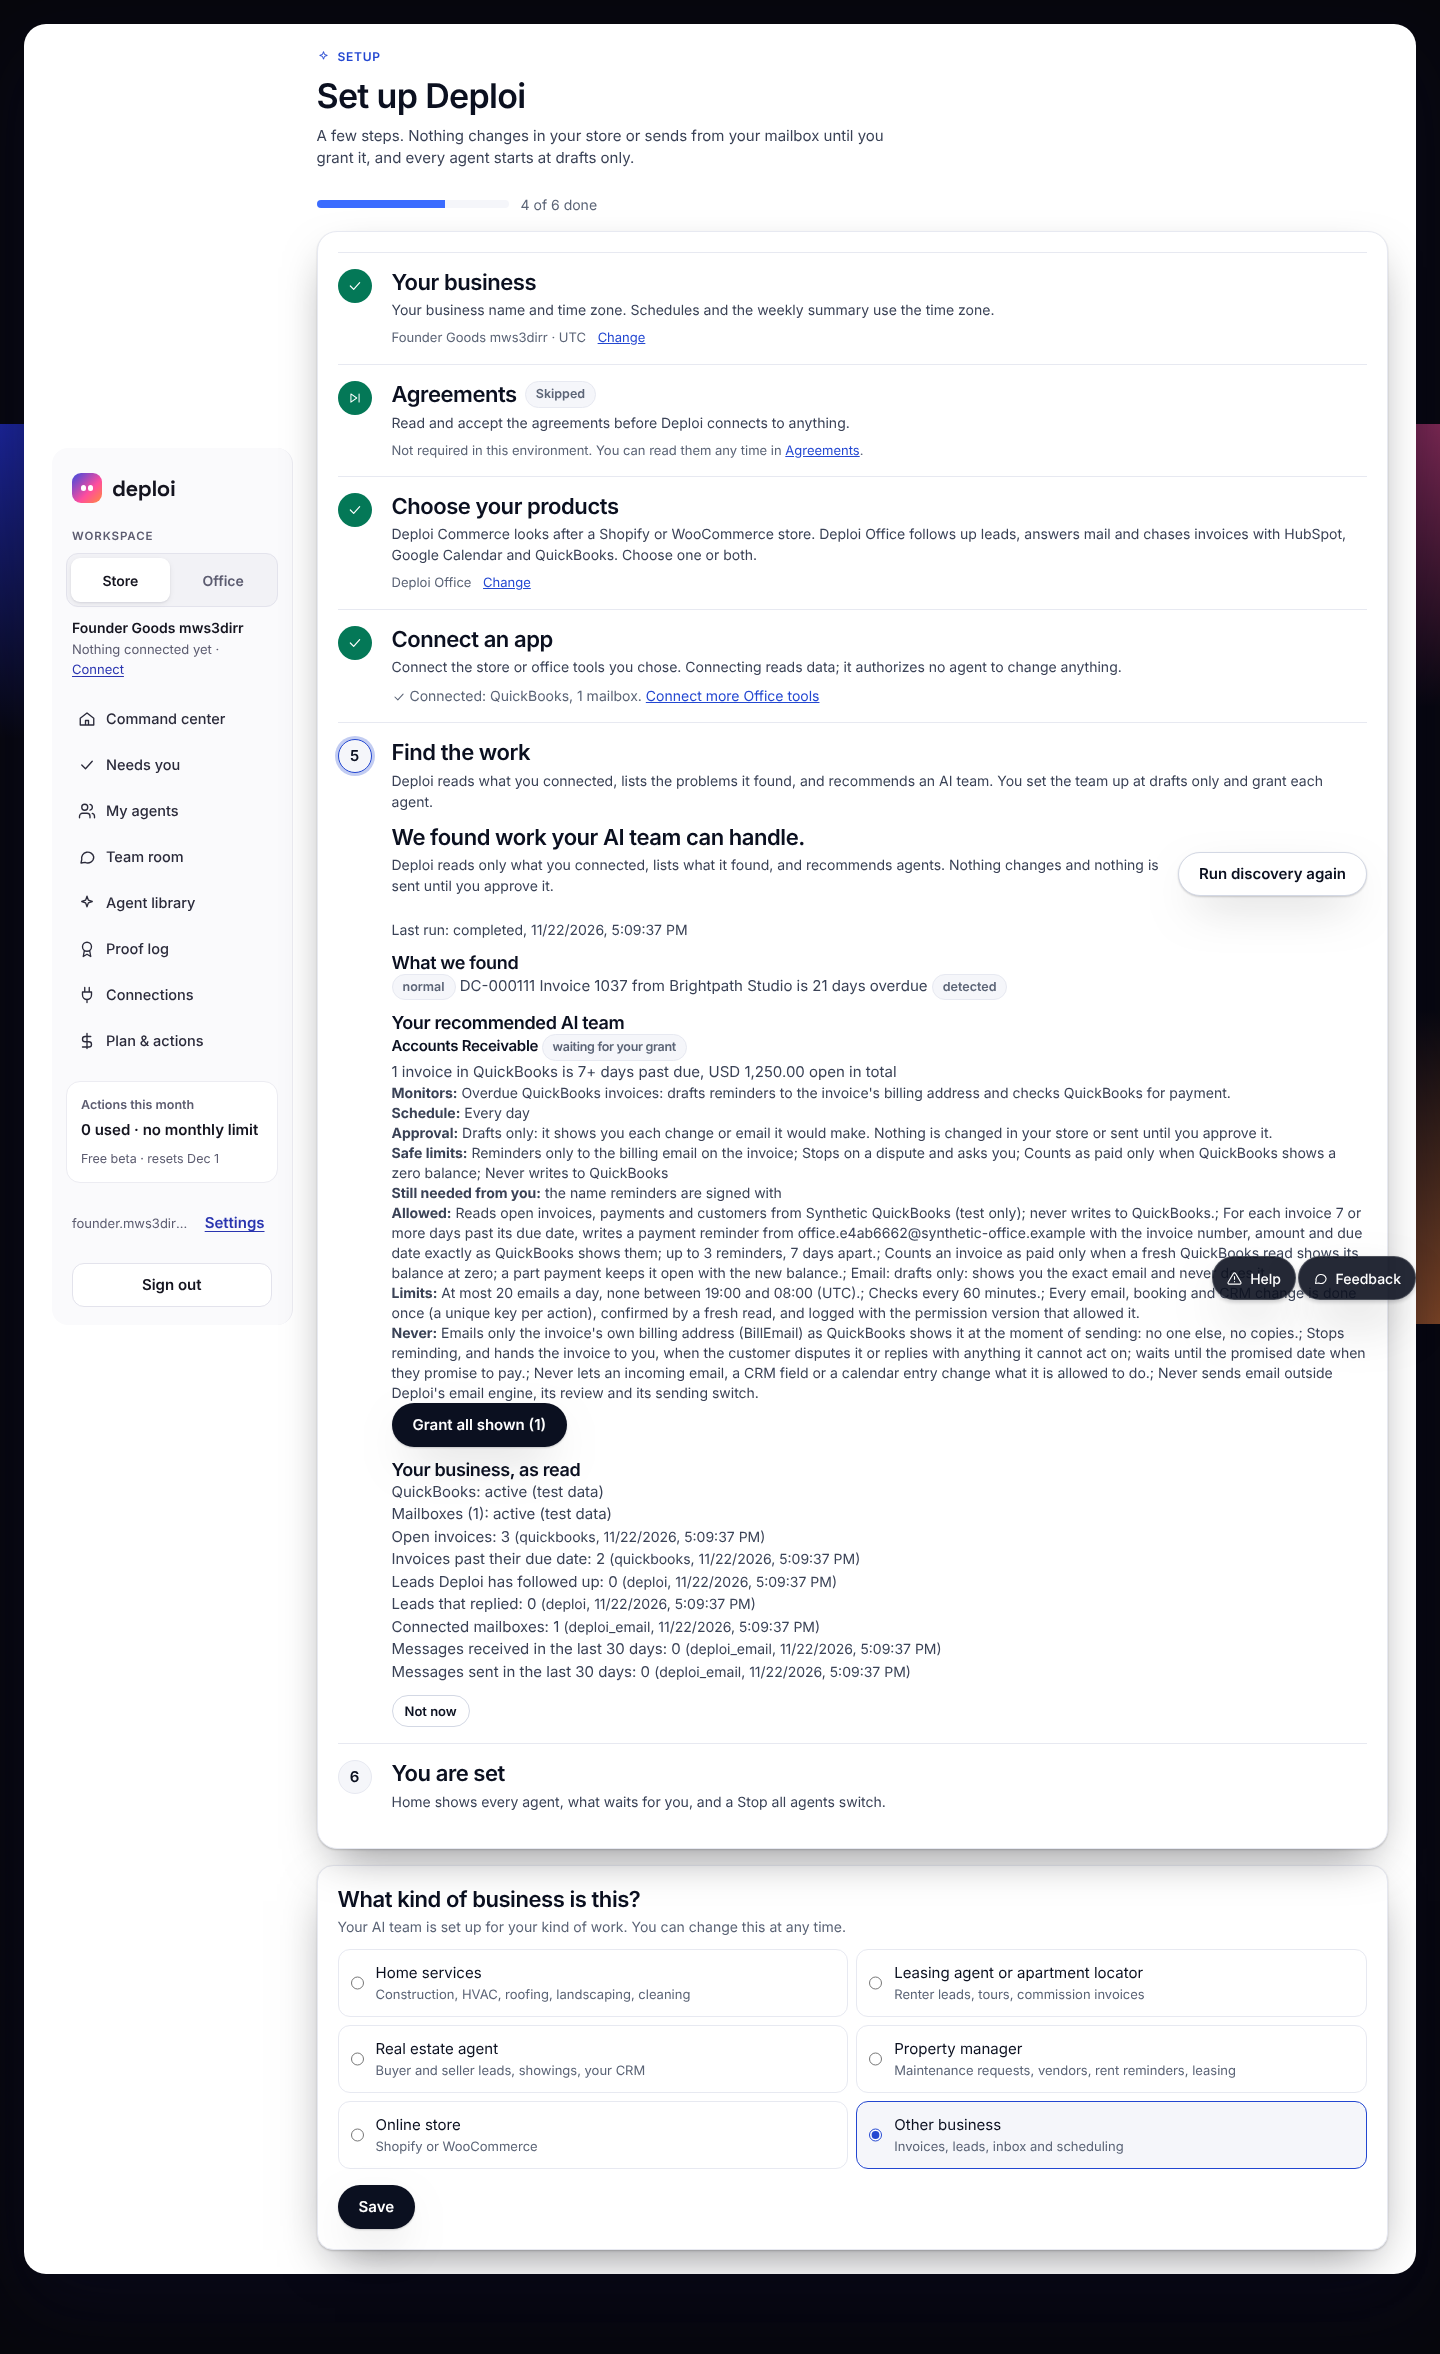 SETUP
Set up Deploi
A few steps. Nothing changes in your store or sends from your mailbox until you
grant it, and every agent starts at drafts only.
4 of 6 done
Your business
Your business name and time zone. Schedules and the weekly summary use the time zone.
Founder Goods mws3dirr · UTC Change
Agreements Skipped
Read and accept the agreements before Deploi connects to anything.
Not required in this environment. You can read them any time in Agreements.
Choose your products
Deploi Commerce looks after a Shopify or WooCommerce store. Deploi Office follows up leads, answers mail and chases invoices with HubSpot,
Google Calendar and QuickBooks. Choose one or both.
Deploi Office Change
Connect an app
Connect the store or office tools you chose. Connecting reads data; it authorizes no agent to change anything.
Connected: QuickBooks, 1 mailbox. Connect more Office tools
5
Find the work
Deploi reads what you connected, lists the problems it found, and recommends an AI team. You set the team up at drafts only and grant each
agent.
We found work your AI team can handle.
Deploi reads only what you connected, lists what it found, and recommends agents. Nothing changes and nothing is
sent until you approve it.
Run discovery again
Last run: completed, 11/22/2026, 5:09:37 PM
What we found
normal DC-000111 Invoice 1037 from Brightpath Studio is 21 days overdue detected
Your recommended AI team
Accounts Receivable waiting for your grant
1 invoice in QuickBooks is 7+ days past due, USD 1,250.00 open in total
Monitors: Overdue QuickBooks invoices: drafts reminders to the invoice's billing address and checks QuickBooks for payment.
Schedule: Every day
Approval: Drafts only: it shows you each change or email it would make. Nothing is changed in your store or sent until you approve it.
Safe limits: Reminders only to the billing email on the invoice; Stops on a dispute and asks you; Counts as paid only when QuickBooks shows a
zero balance; Never writes to QuickBooks
Still needed from you: the name reminders are signed with
Allowed: Reads open invoices, payments and customers from Synthetic QuickBooks (test only); never writes to QuickBooks.; For each invoice 7 or
more days past its due date, writes a payment reminder from office.e4ab6662@synthetic-office.example with the invoice number, amount and due
date exactly as QuickBooks shows them; up to 3 reminders, 7 days apart.; Counts an invoice as paid only when a fresh QuickBooks read shows its
balance at zero; a part payment keeps it open with the new balance.; Email: drafts only: shows you the exact email and never
Limits: At most 20 emails a day, none between 19:00 and 08:00 (UTC).; Checks every 60 minutes.; Every email, booking and CRM change is done
once (a unique key per action), confirmed by a fresh read, and logged with the permission version that allowed it.
Never: Emails only the invoice's own billing address (BillEmail) as QuickBooks shows it at the moment of sending: no one else, no copies.; Stops
reminding, and hands the invoice to you, when the customer disputes it or replies with anything it cannot act on; waits until the promised date when
they promise to pay.; Never lets an incoming email, a CRM field or a calendar entry change what it is allowed to do.; Never sends email outside
Deploi's email engine, its review and its sending switch.
Grant all shown (1)
Your business, as read
QuickBooks: active (test data)
Mailboxes (1): active (test data)
Open invoices: 3 (quickbooks, 11/22/2026, 5:09:37 PM)
Invoices past their due date: 2 (quickbooks, 11/22/2026, 5:09:37 PM)
Leads Deploi has followed up: 0 (deploi, 11/22/2026, 5:09:37 PM)
Leads that replied: 0 (deploi, 11/22/2026, 5:09:37 PM)
Connected mailboxes: 1 (deploi_email, 11/22/2026, 5:09:37 PM)
Messages received in the last 30 days: 0 (deploi_email, 11/22/2026, 5:09:37 PM)
Messages sent in the last 30 days: 0 (deploi_email, 11/22/2026, 5:09:37 PM)
Not now
6
You are set
Home shows every agent, what waits for you, and a Stop all agents switch.
What kind of business is this?
Your AI team is set up for your kind of work. You can change this at any time.
Home services
Construction, HVAC, roofing, landscaping, cleaning
Leasing agent or apartment locator
Renter leads, tours, commission invoices
Real estate agent
Buyer and seller leads, showings, your CRM
Property manager
Maintenance requests, vendors, rent reminders, leasing
Online store
Shopify or WooCommerce
Other business
Invoices, leads, inbox and scheduling
Save
deploi
WORKSPACE
Store
Office
Founder Goods mws3dirr
Nothing connected yet ·
Connect
Command center
Needs you
My agents
Team room
Agent library
Proof log
Connections
Plan & actions
Actions this month
0 used · no monthly limit
Free beta · resets Dec 1
founder.mws3dir... Settings
Sign out
Help
Feedback